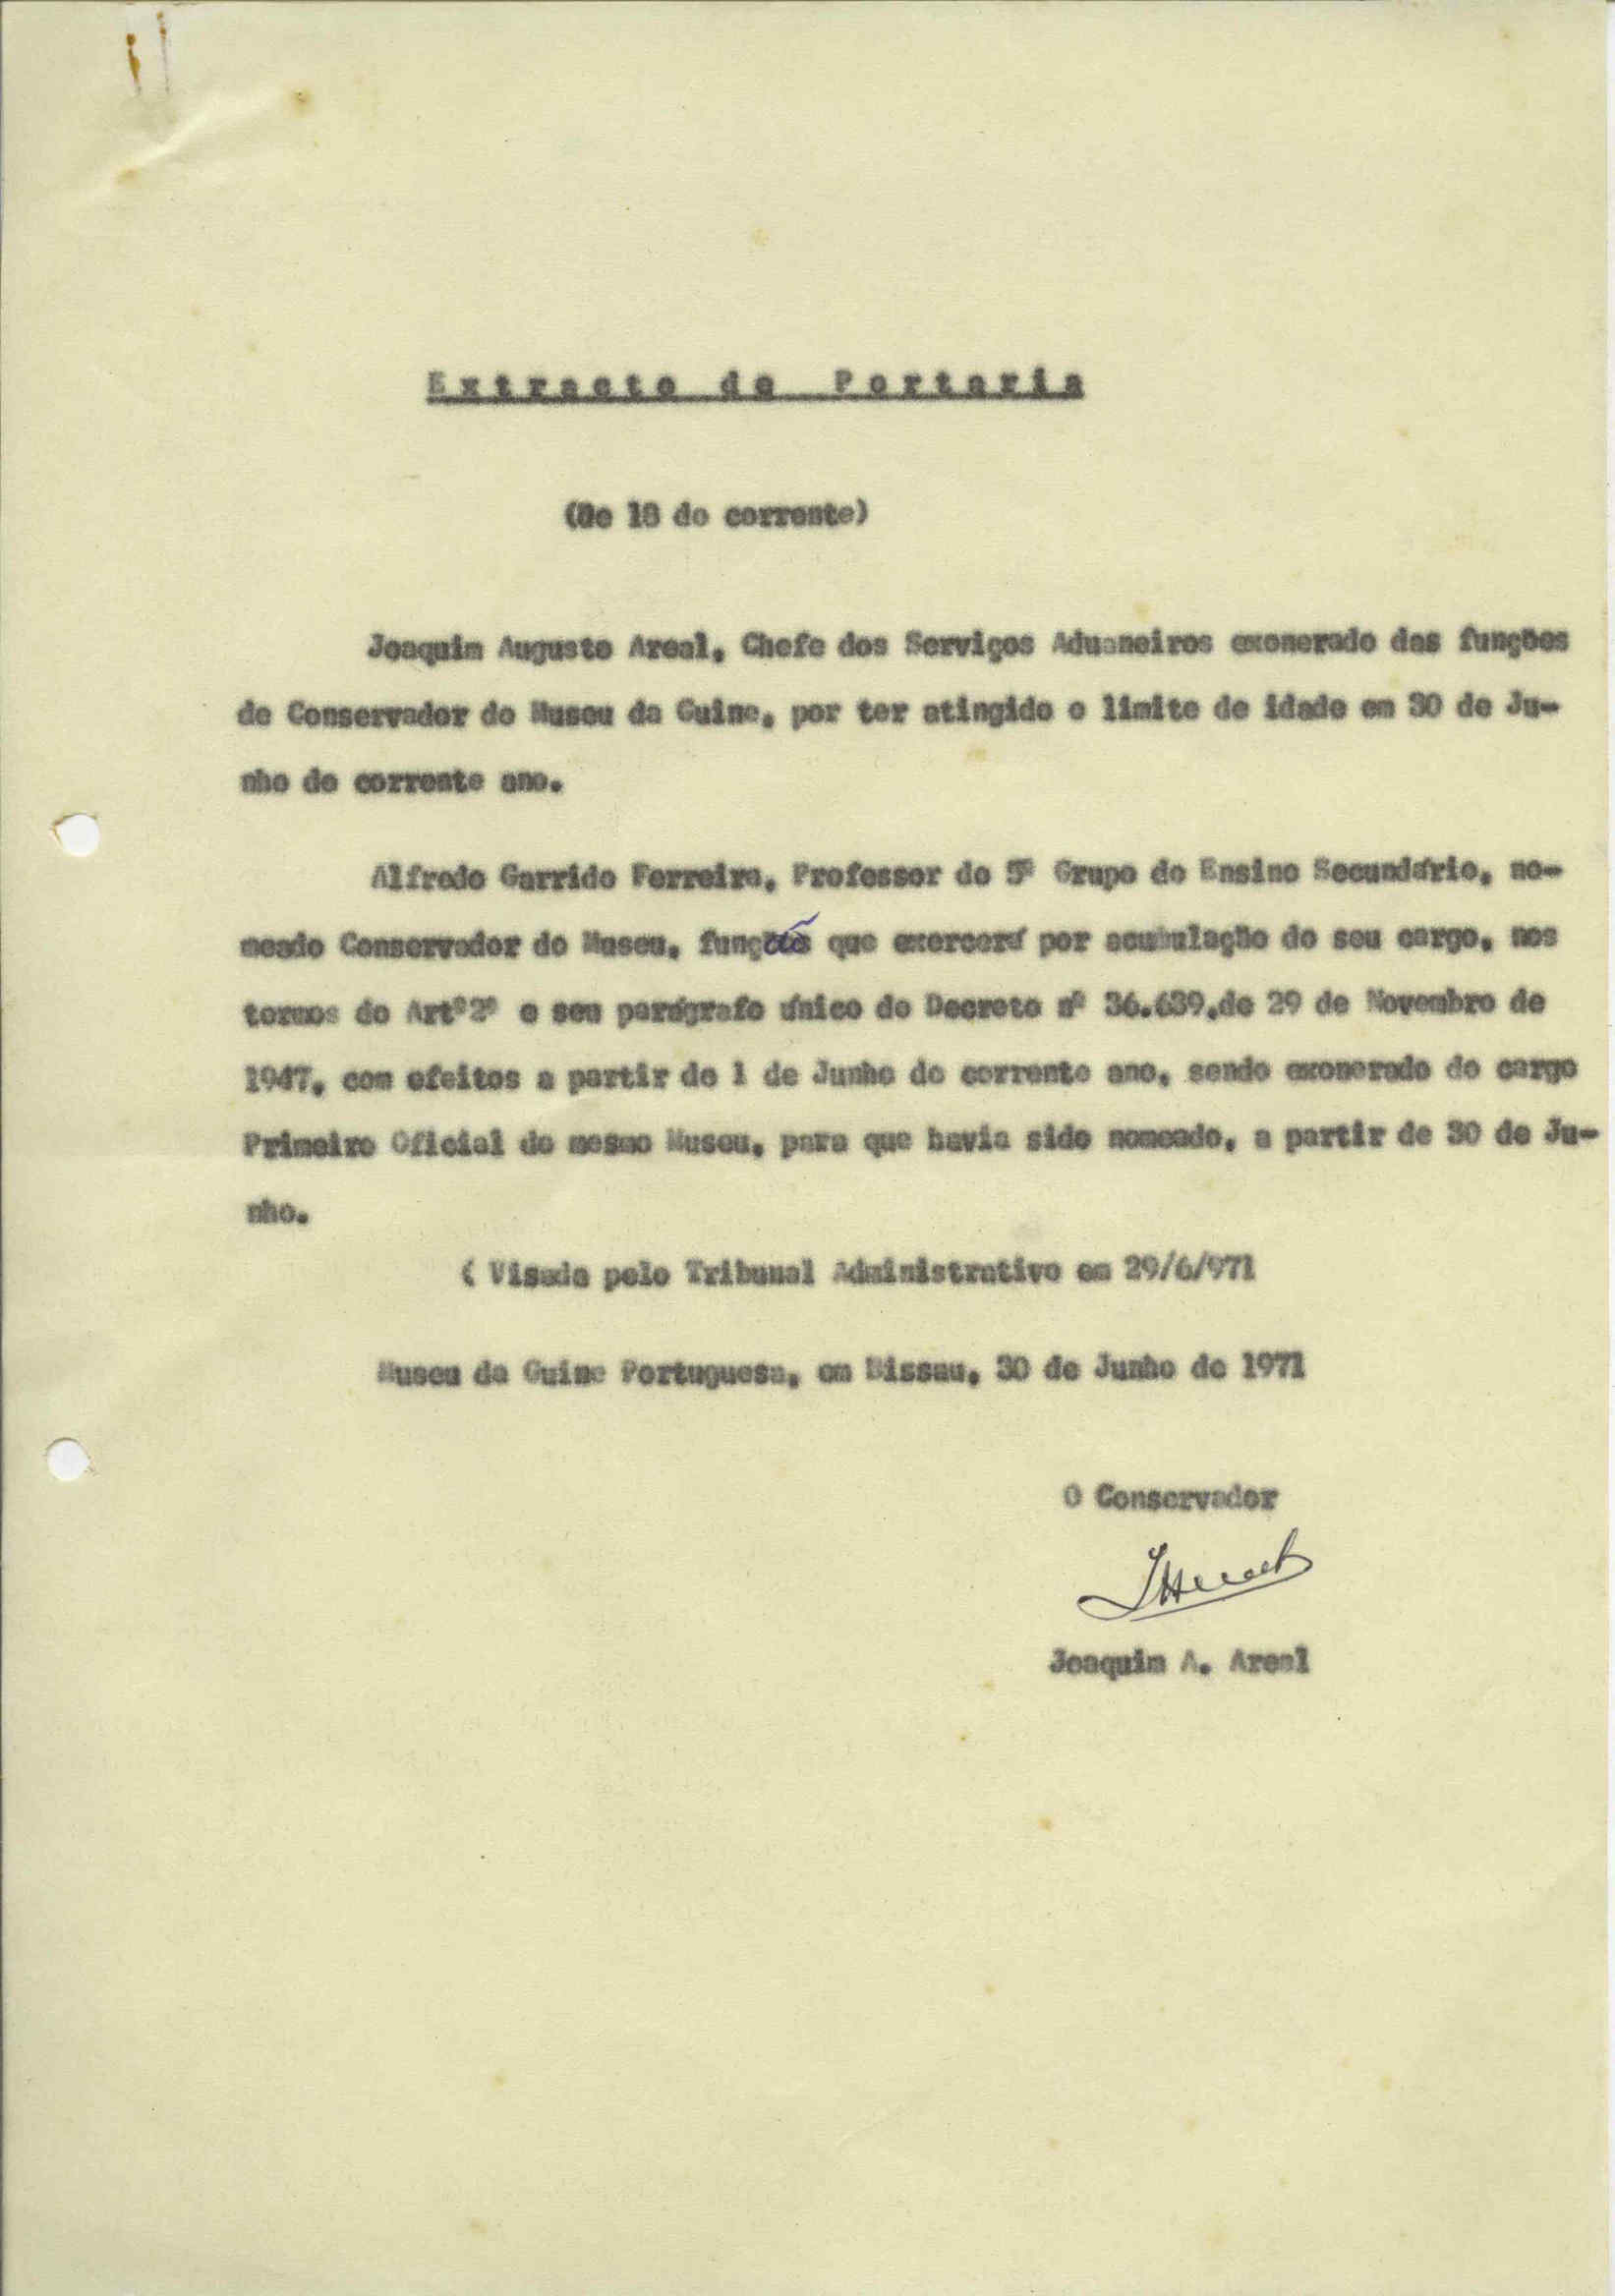 Extracto de Portaria
(De 18 do corrente)
Joaquim Augusto Areal, Chefe dos Serviços Aduaneiros exonerado das funções
de Conservador do Museu da Guine, por ter atingido o limite de idade em 30 de Ju-
nho do corrente ano.
Alfredo Garrido Ferreira, Professor do 5º Grupo do Ensino Secundário, no-
meado Conservador do Museu, funções que exercerá por acumulação do seu cargo, nos
termos do Artº2º e seu parágrafo único do Decreto nº 36.639,de 29 de Novembro de
1947, com efeitos a partir de 1 de Junho do corrente ano, sendo exonerado do cargo
Primeiro Oficial do mesmo Museu, para que havia sido nomeado, a partir de 30 de Ju-
nho.
( Visada pelo Tribunal Administrativo em 29/6/971
Museu da Guine Portuguesa, em Bissau, 30 de Junho de 1971
O Conservador
Joaquim A. Areal